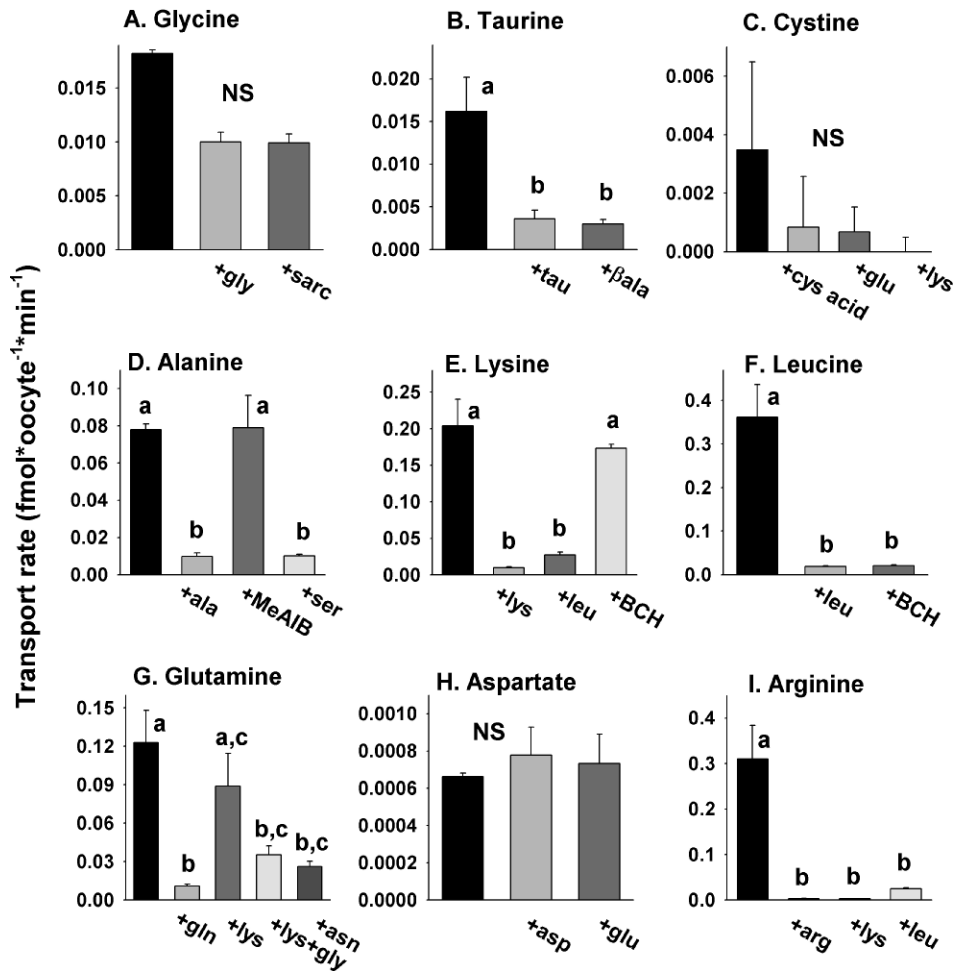 Transport rate (fmol*oocyte⁻¹*min⁻¹)
A. Glycine
0.015
0.010
0.005
0.000
NS
+gly
+sarc
B. Taurine
0.020
0.015
0.010
0.005
0.000
a
b
b
+tau
+βala
C. Cystine
0.006
0.004
0.002
0.000
NS
+cys acid
+glu
+lys
D. Alanine
0.10
0.08
0.06
0.04
0.02
0.00
a
b
a
b
+ala
+MeAIB
+ser
E. Lysine
0.25
0.20
0.15
0.10
0.05
0.00
a
b
b
a
+lys
+leu
+BCH
F. Leucine
0.4
0.3
0.2
0.1
0.0
a
b
b
+leu
+BCH
G. Glutamine
0.15
0.12
0.09
0.06
0.03
0.00
a
b
a,c
b,c
b,c
+gln
+lys
+lys+gly
+asn
H. Aspartate
0.0010
0.0008
0.0006
0.0004
0.0002
0.0000
NS
+asp
+glu
I. Arginine
0.4
0.3
0.2
0.1
0.0
a
b
b
b
+arg
+lys
+leu